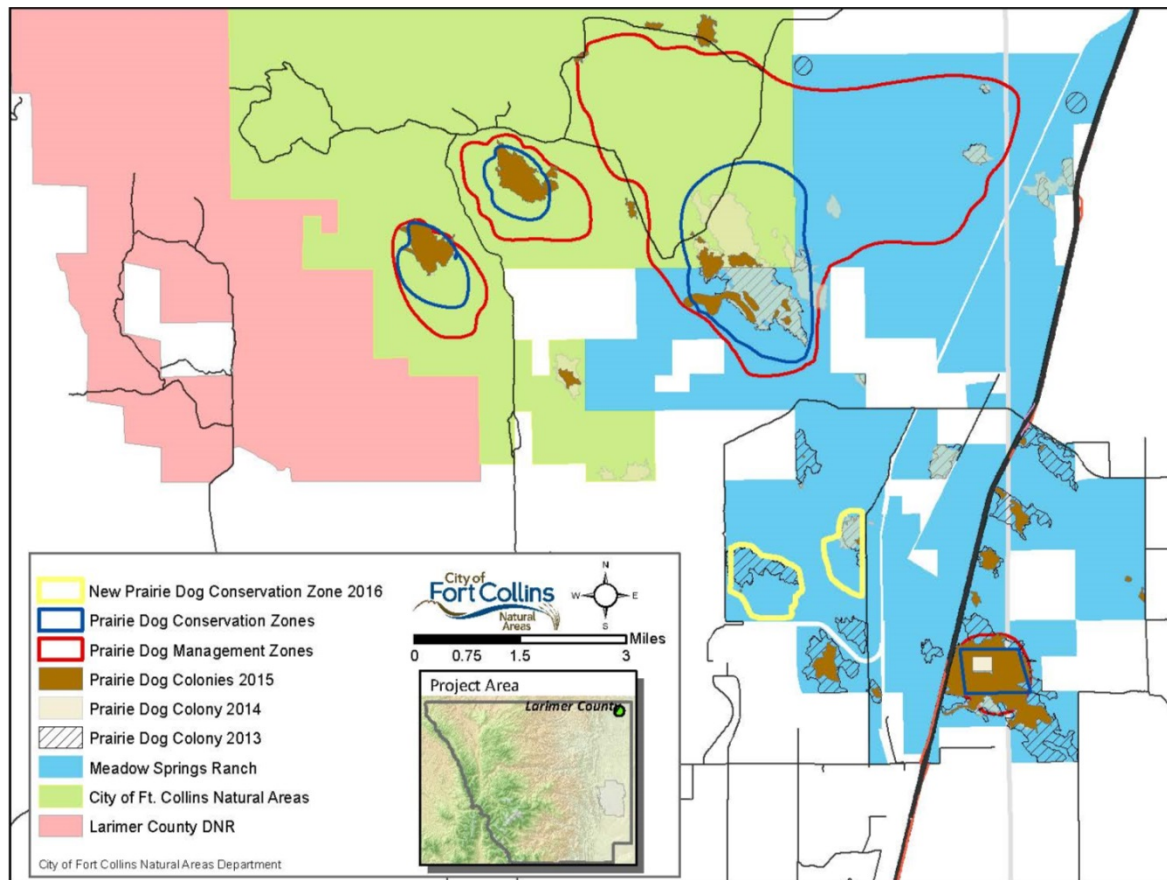 New Prairie Dog Conservation Zone 2016
Prairie Dog Conservation Zones
Prairie Dog Management Zones
Prairie Dog Colonies 2015
Prairie Dog Colony 2014
Prairie Dog Colony 2013
Meadow Springs Ranch
City of Ft. Collins Natural Areas
Larimer County DNR
City of Fort Collins Natural Areas Department
City of
Fort Collins
Natural
Areas
N
W E
S
Miles
0 0.75 1.5 3
Project Area
Larimer County